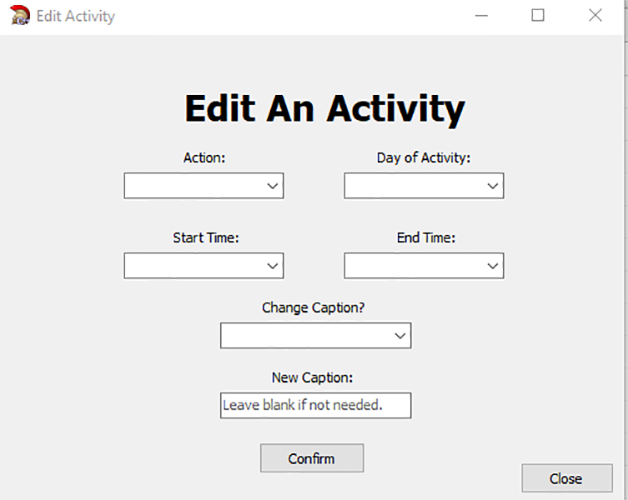 Edit Activity
Edit An Activity
Action:
Day of Activity:
Start Time:
End Time:
Change Caption?
New Caption:
Leave blank if not needed.
Confirm
Close